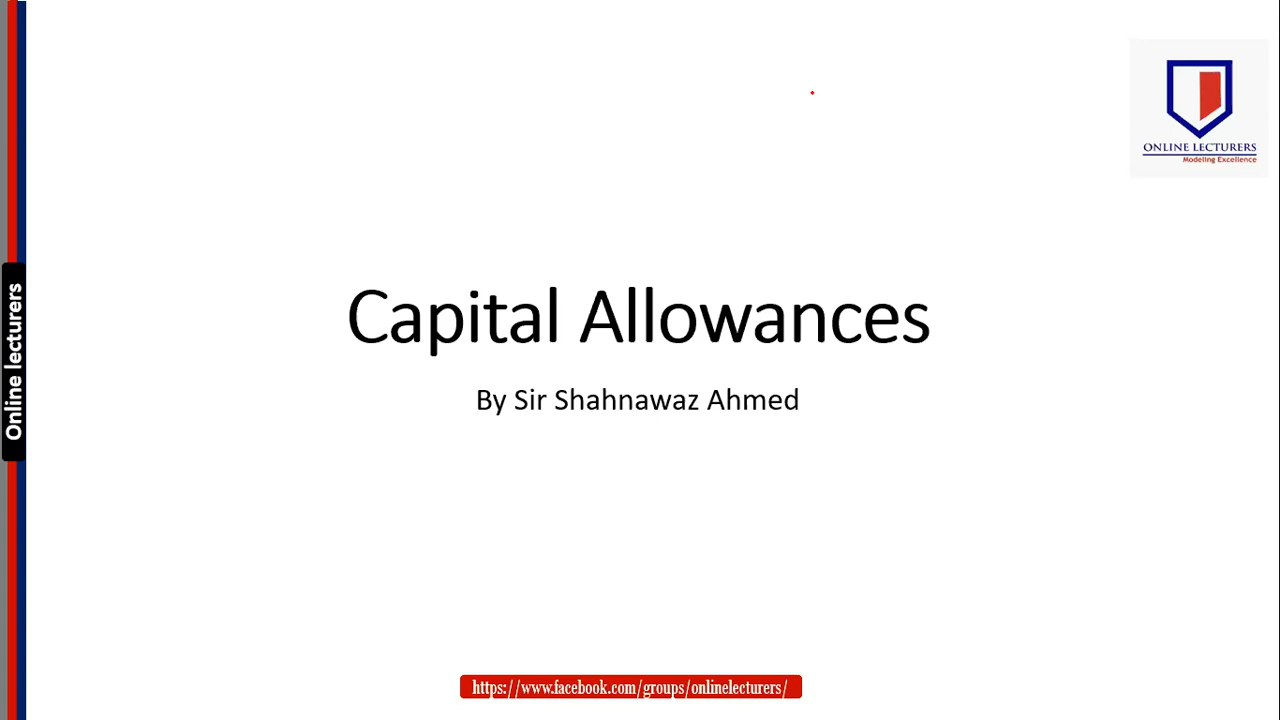 ONLINE LECTURERS
Modeling Excellence
Capital Allowances
By Sir Shahnawaz Ahmed
Online lecturers
https://www.facebook.com/groups/onlinelecturers/